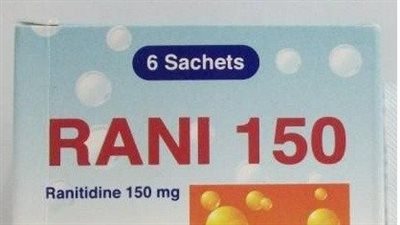 6 Sachets
RANI 150
Ranitidine 150 mg